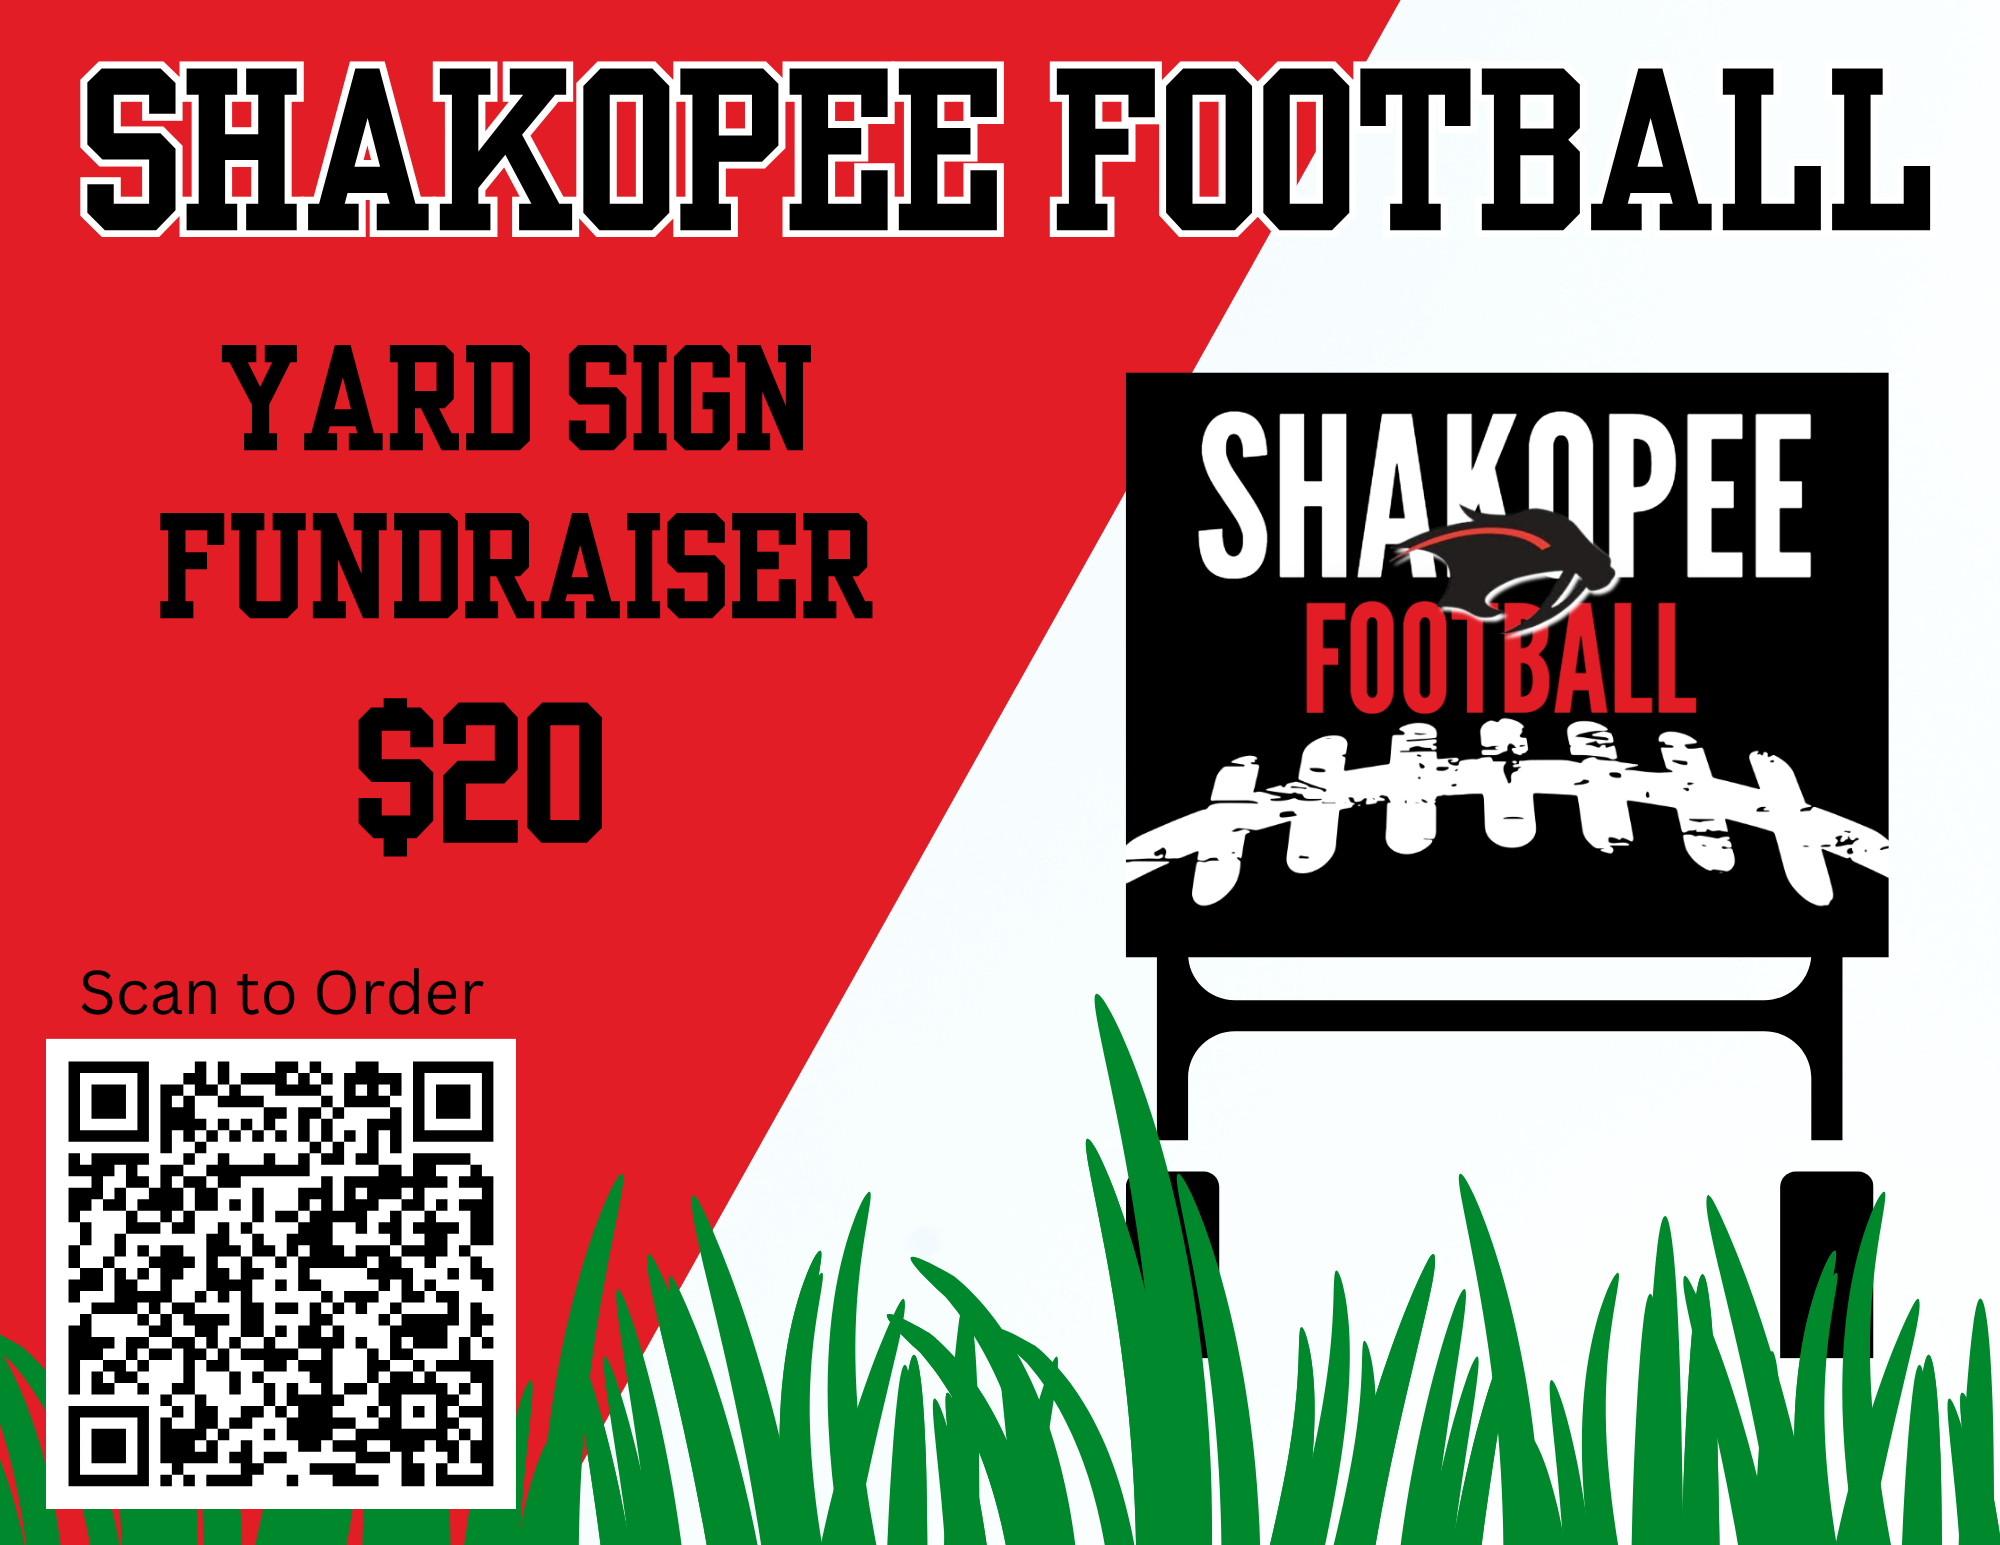 SHAKOPEE FOOTBALL
YARD SIGN
FUNDRAISER
$20
Scan to Order
SHAKOPEE
FOOTBALL